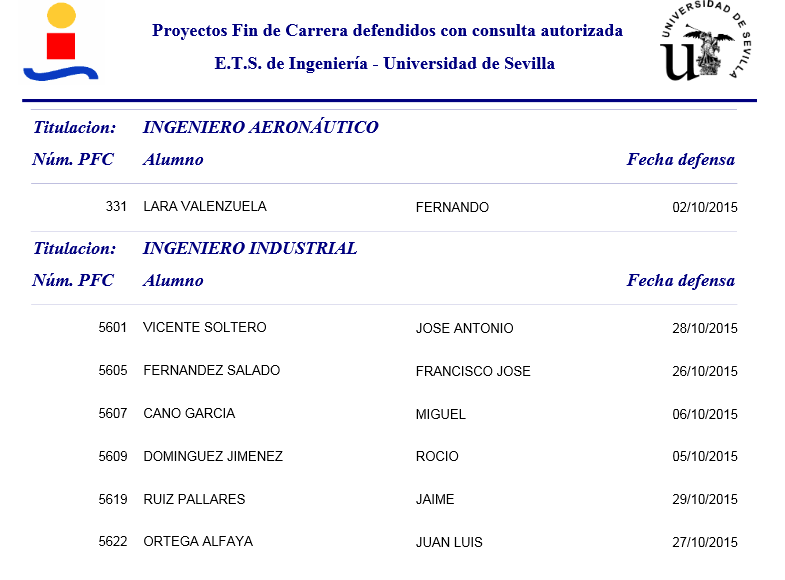 Proyectos Fin de Carrera defendidos con consulta autorizada
E.T.S. de Ingeniería - Universidad de Sevilla
UNIVERSIDAD DE SEVILLA
u
Titulacion: INGENIERO AERONÁUTICO
Núm. PFC Alumno Fecha defensa
331 LARA VALENZUELA FERNANDO 02/10/2015
Titulacion: INGENIERO INDUSTRIAL
Núm. PFC Alumno Fecha defensa
5601 VICENTE SOLTERO JOSE ANTONIO 28/10/2015
5605 FERNANDEZ SALADO FRANCISCO JOSE 26/10/2015
5607 CANO GARCIA MIGUEL 06/10/2015
5609 DOMINGUEZ JIMENEZ ROCIO 05/10/2015
5619 RUIZ PALLARES JAIME 29/10/2015
5622 ORTEGA ALFAYA JUAN LUIS 27/10/2015